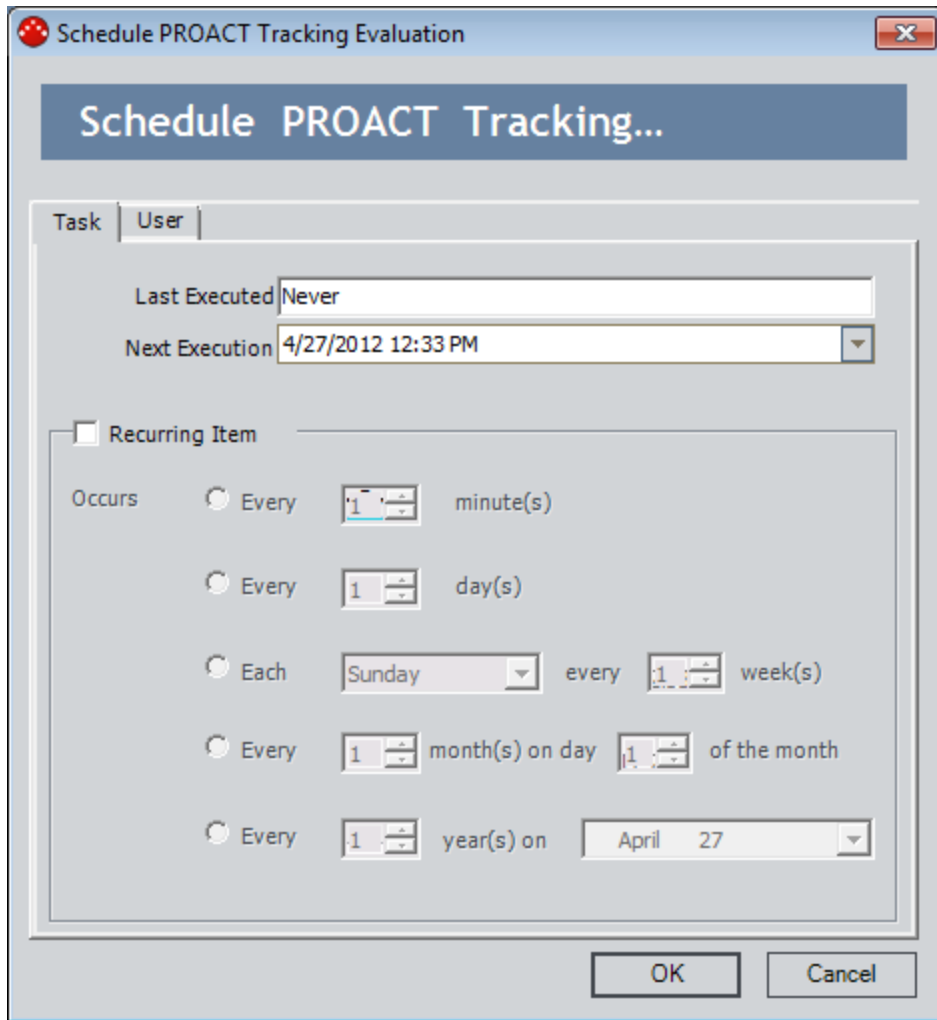 Schedule PROACT Tracking Evaluation
Schedule PROACT Tracking...
Task User
Last Executed Never
Next Execution 4/27/2012 12:33 PM
Recurring Item
Occurs Every 1 minute(s)
Every 1 day(s)
Each Sunday every 1 week(s)
Every 1 month(s) on day 1 of the month
Every 1 year(s) on April 27
OK Cancel